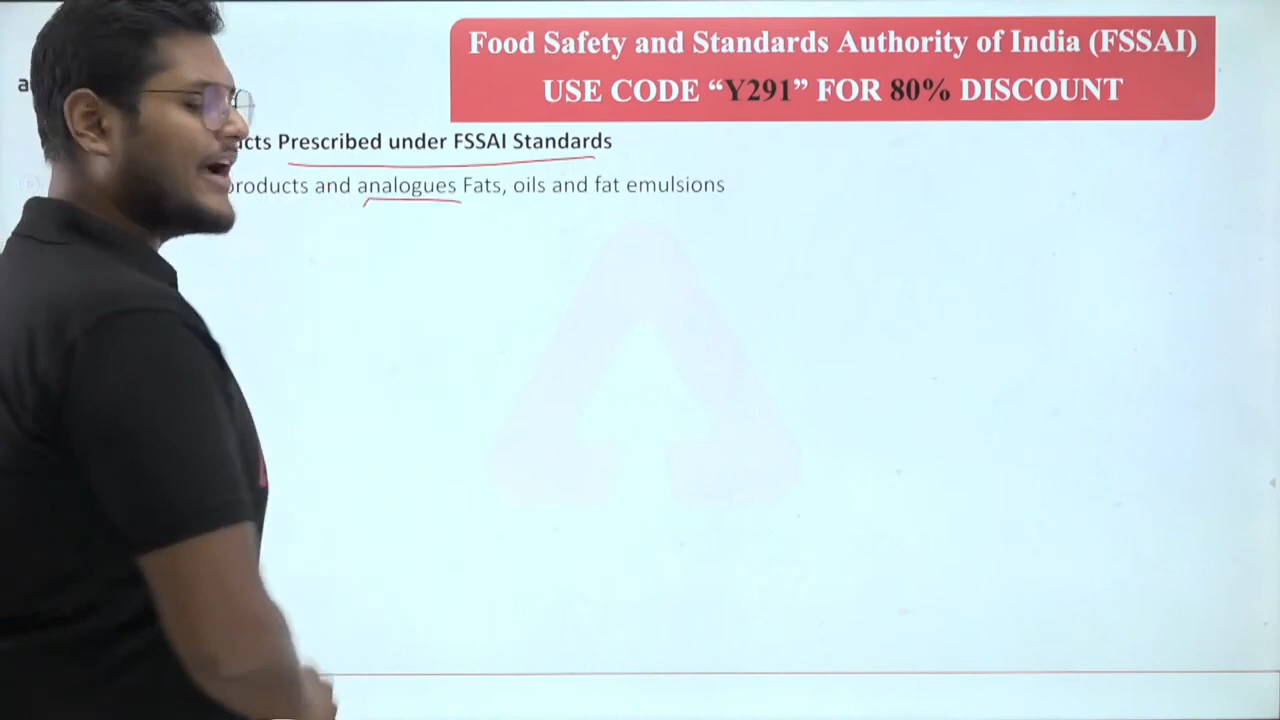 Food Safety and Standards Authority of India (FSSAI)
USE CODE “Y291” FOR 80% DISCOUNT
Prescribed under FSSAI Standards
products and analogues Fats, oils and fat emulsions